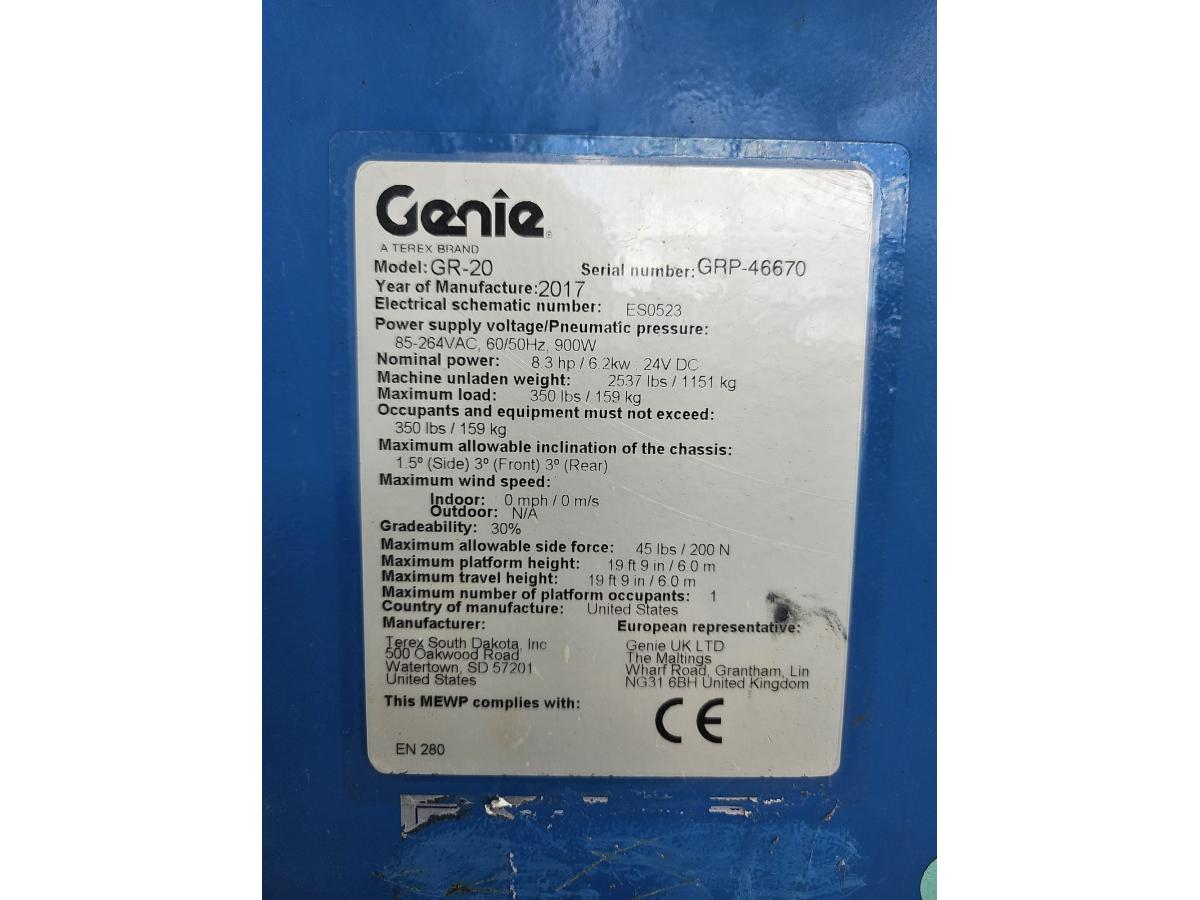 Genie®
A TEREX BRAND
Model: GR-20 Serial number: GRP-46670
Year of Manufacture: 2017
Electrical schematic number: ES0523
Power supply voltage/Pneumatic pressure:
85-264VAC, 60/50Hz, 900W
Nominal power: 8.3 hp / 6.2kw : 24V DC
Machine unladen weight: 2537 lbs / 1151 kg
Maximum load: 350 lbs / 159 kg
Occupants and equipment must not exceed:
350 lbs / 159 kg
Maximum allowable inclination of the chassis:
1.5º (Side) 3º (Front) 3º (Rear)
Maximum wind speed:
Indoor: 0 mph / 0 m/s
Outdoor: N/A
Gradeability: 30%
Maximum allowable side force: 45 lbs / 200 N
Maximum platform height: 19 ft 9 in / 6.0 m
Maximum travel height: 19 ft 9 in / 6.0 m
Maximum number of platform occupants: 1
Country of manufacture: United States
Manufacturer:
Terex South Dakota, Inc
500 Oakwood Road
Watertown, SD 57201
United States
European representative:
Genie UK LTD
The Maltings
Wharf Road, Grantham, Lin
NG31 6BH United Kingdom
This MEWP complies with:
CE
EN 280